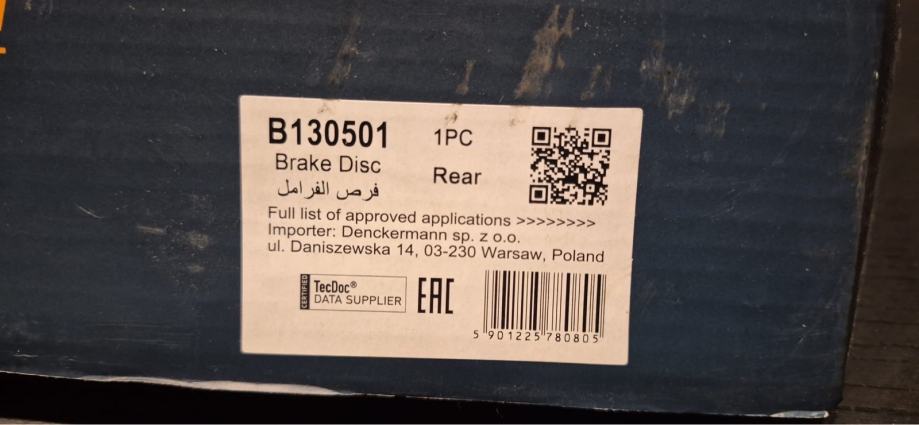 B130501
1PC
Brake Disc
Rear
فرص الفرامل
Full list of approved applications >>>>>>>>
Importer: Denckermann sp. z o.o.
ul. Daniszewska 14, 03-230 Warsaw, Poland
CERTIFIED
TecDoc®
DATA SUPPLIER
EAC
5 901225 780805